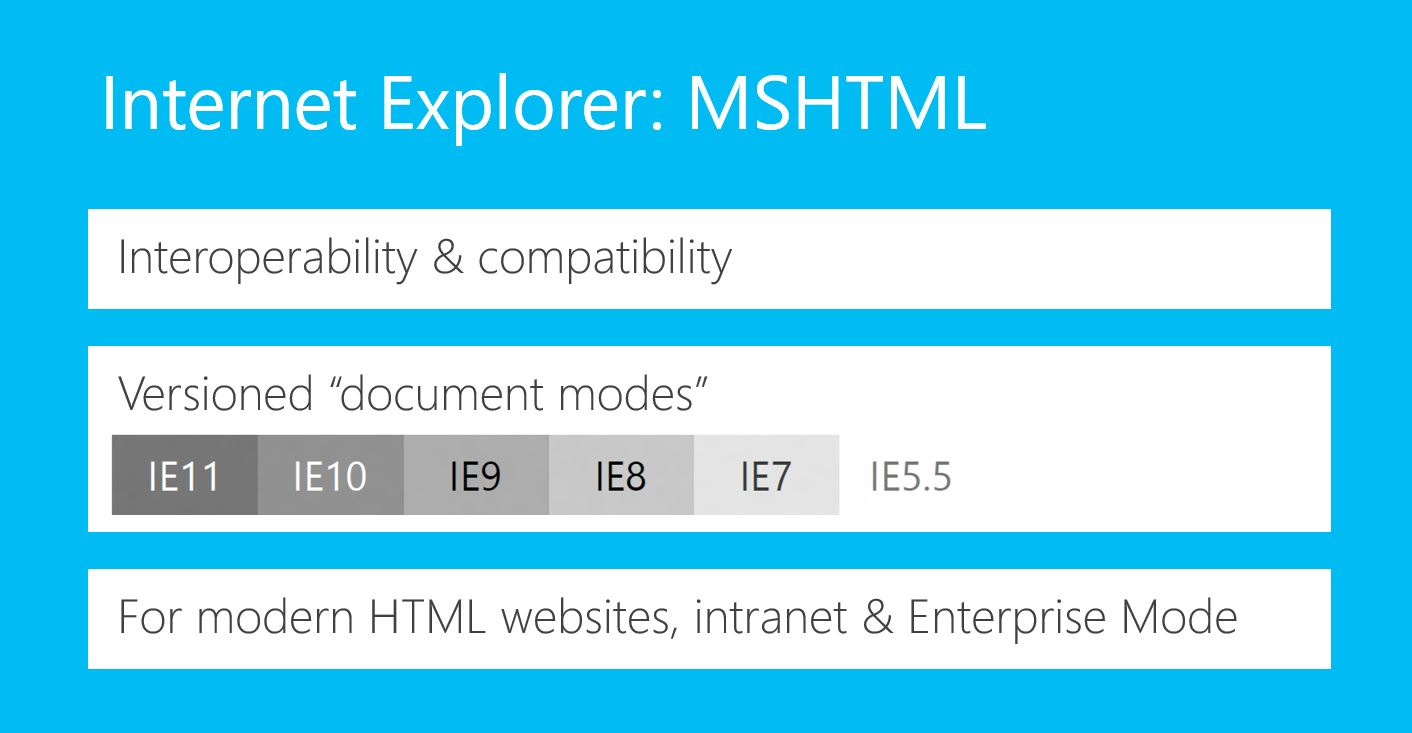 Internet Explorer: MSHTML
Interoperability & compatibility
Versioned “document modes”
IE11 IE10 IE9 IE8 IE7 IE5.5
For modern HTML websites, intranet & Enterprise Mode